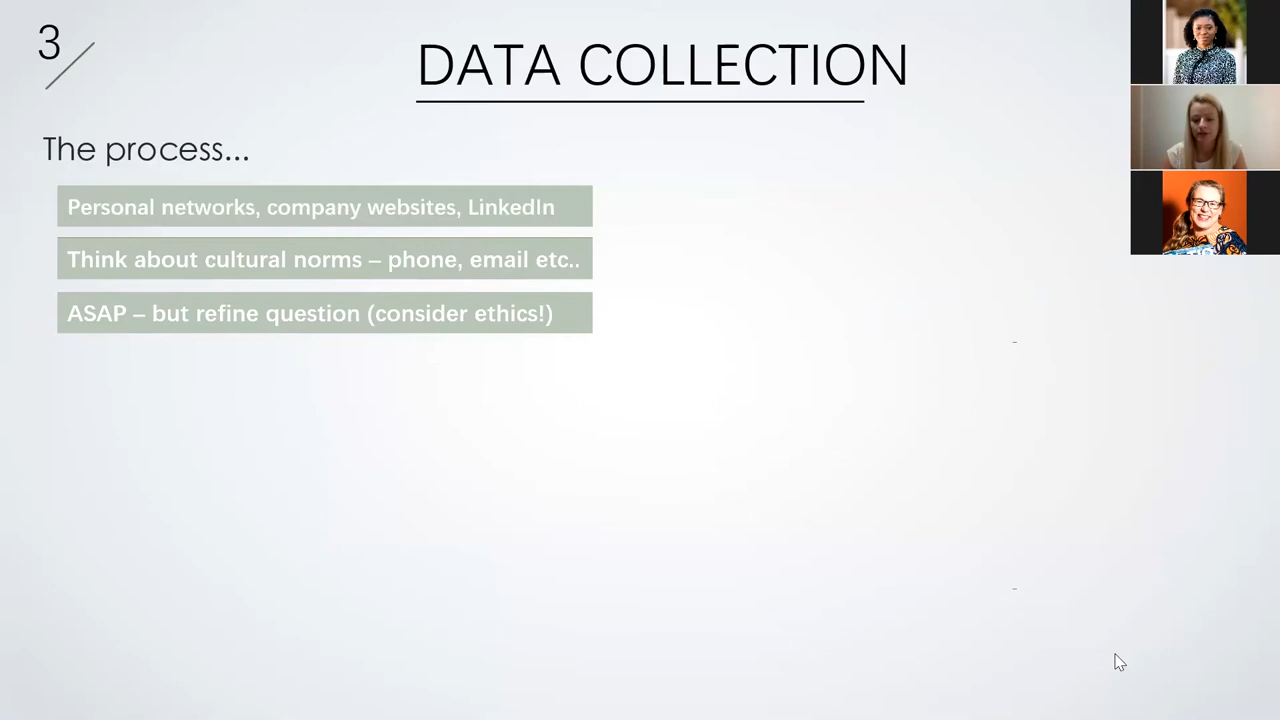 3
DATA COLLECTION
The process...
Personal networks, company websites, LinkedIn
Think about cultural norms – phone, email etc..
ASAP – but refine question (consider ethics!)